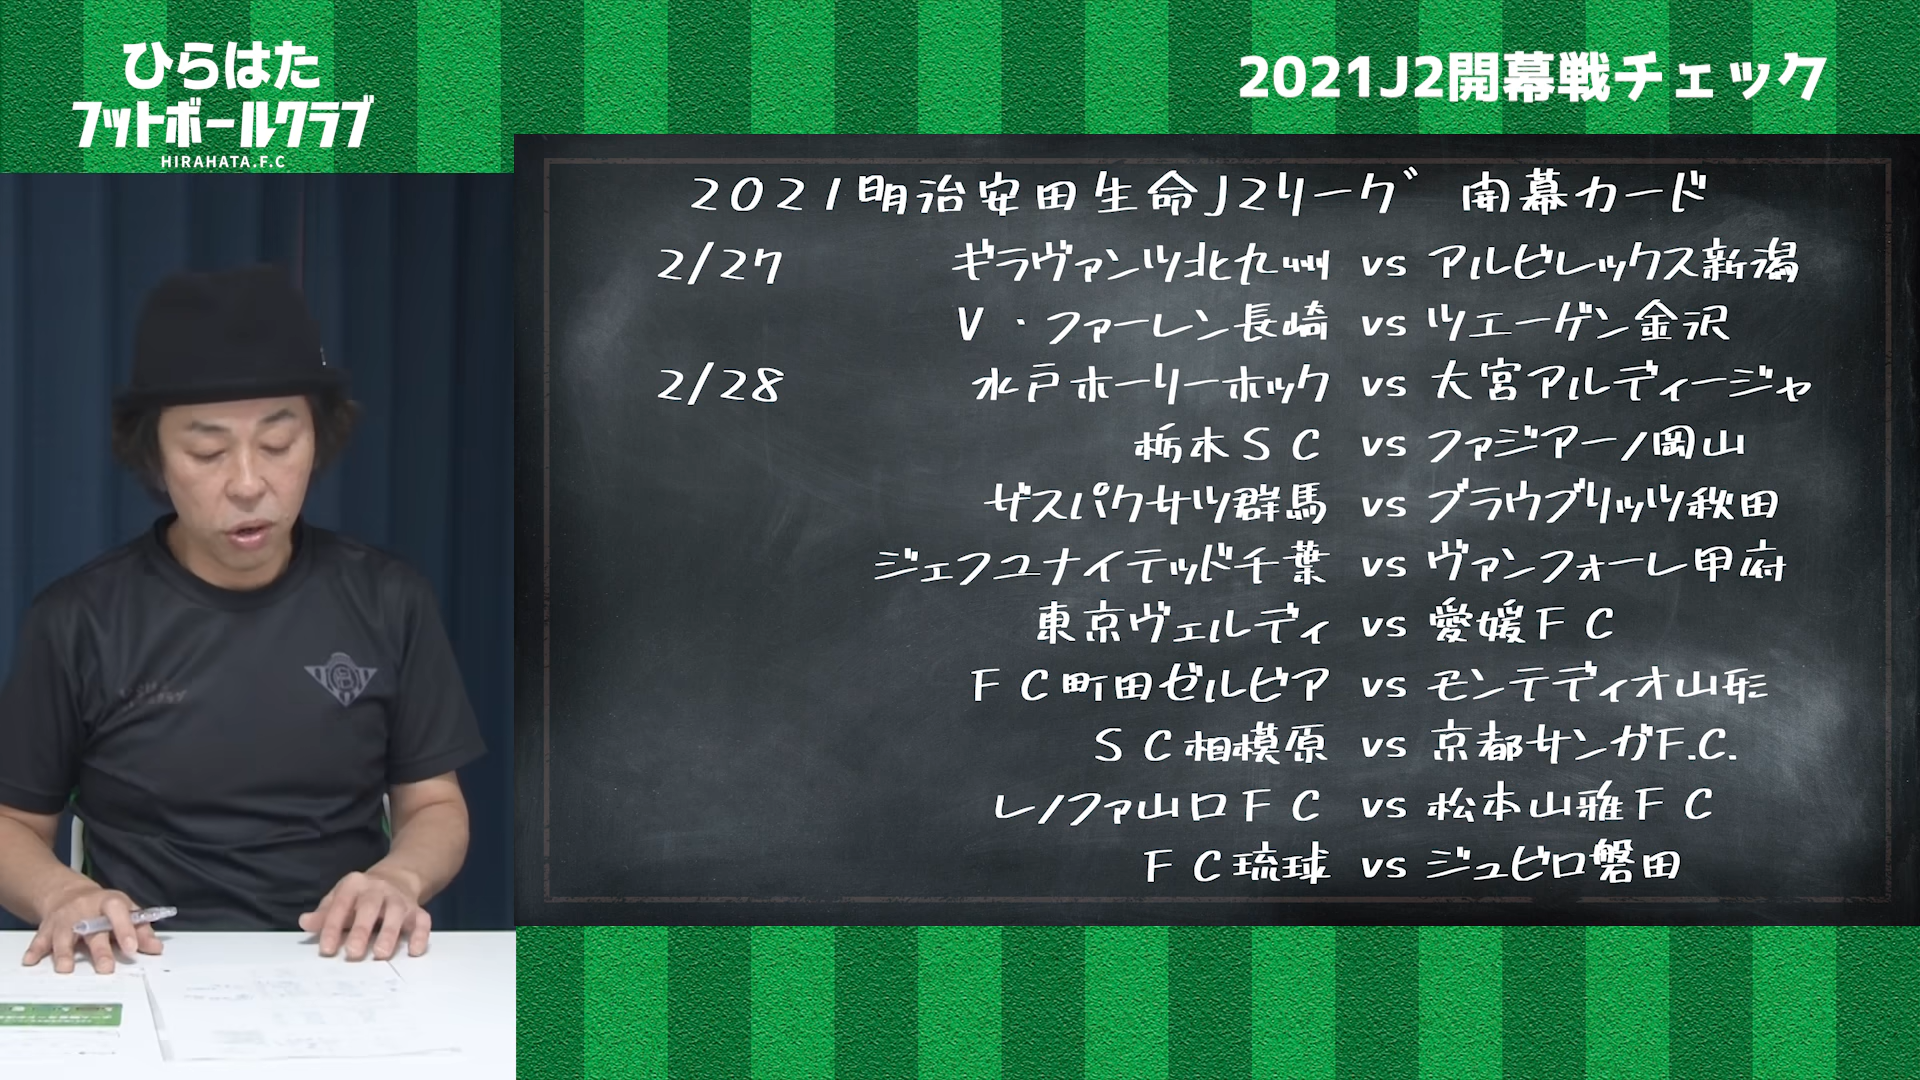 ひらはた
フットボールクラブ
HIRAHATA.F.C
2021J2開幕戦チェック
2021明治安田生命J2リーグ 開幕カード
2/27 ギラヴァンツ北九州 vs アルビレックス新潟
V・ファーレン長崎 vs ツエーゲン金沢
2/28 水戸ホーリーホック vs 大宮アルディージャ
栃木SC vs ファジアーノ岡山
ザスパクサツ群馬 vs ブラウブリッツ秋田
ジェフユナイテッド千葉 vs ヴァンフォーレ甲府
東京ヴェルディ vs 愛媛FC
FC町田ゼルビア vs モンテディオ山形
SC相模原 vs 京都サンガF.C.
レノファ山口FC vs 松本山雅FC
FC琉球 vs ジュビロ磐田